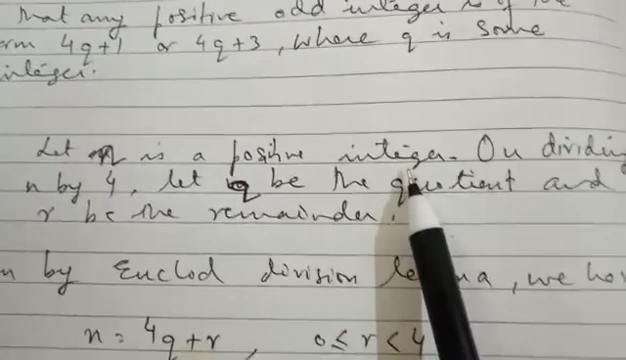 that any positive odd integer is of the
form 4q+1 or 4q+3, where q is some
integer.
Let n is a positive integer. On dividing
n by 4, let q be the quotient and
r be the remainder.
by Euclod division lemma, we have
n = 4q+r, 0≤ r < 4